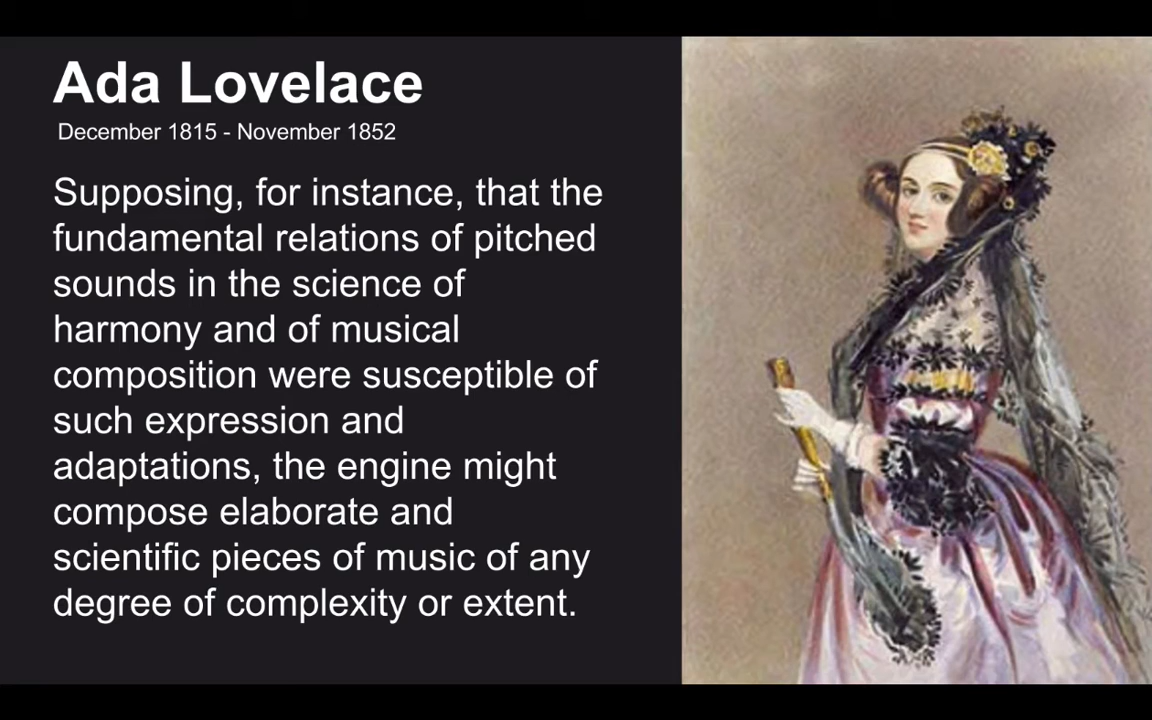 Ada Lovelace
December 1815 - November 1852
Supposing, for instance, that the
fundamental relations of pitched
sounds in the science of
harmony and of musical
composition were susceptible of
such expression and
adaptations, the engine might
compose elaborate and
scientific pieces of music of any
degree of complexity or extent.